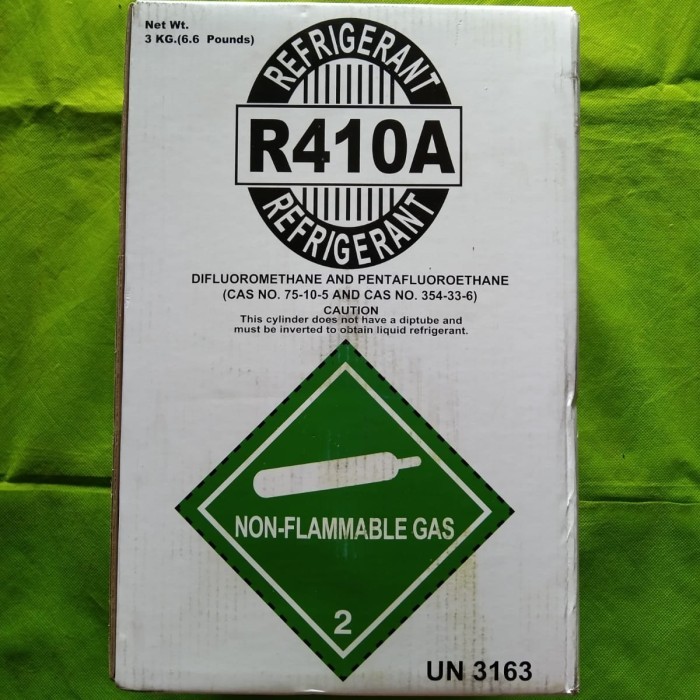 Net Wt.
3 KG.(6.6 Pounds)
REFRIGERANT
R410A
REFRIGERANT
DIFLUOROMETHANE AND PENTAFLUOROETHANE
(CAS NO. 75-10-5 AND CAS NO. 354-33-6)
CAUTION
This cylinder does not have a diptube and
must be inverted to obtain liquid refrigerant.
NON-FLAMMABLE GAS
2
UN 3163